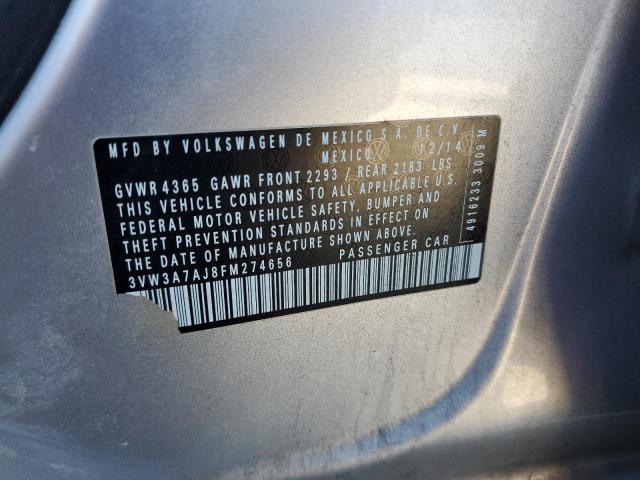 MFD BY VOLKSWAGEN DE MEXICO S.A. DE C.V.
MEXICO 12/14
GVWR 4365 GAWR FRONT 2293 / REAR 2183 LBS
THIS VEHICLE CONFORMS TO ALL APPLICABLE U.S.
FEDERAL MOTOR VEHICLE SAFETY, BUMPER AND
THEFT PREVENTION STANDARDS IN EFFECT ON
THE DATE OF MANUFACTURE SHOWN ABOVE.
3VW3A7AJ8FM274656 PASSENGER CAR
4916233 3009 M